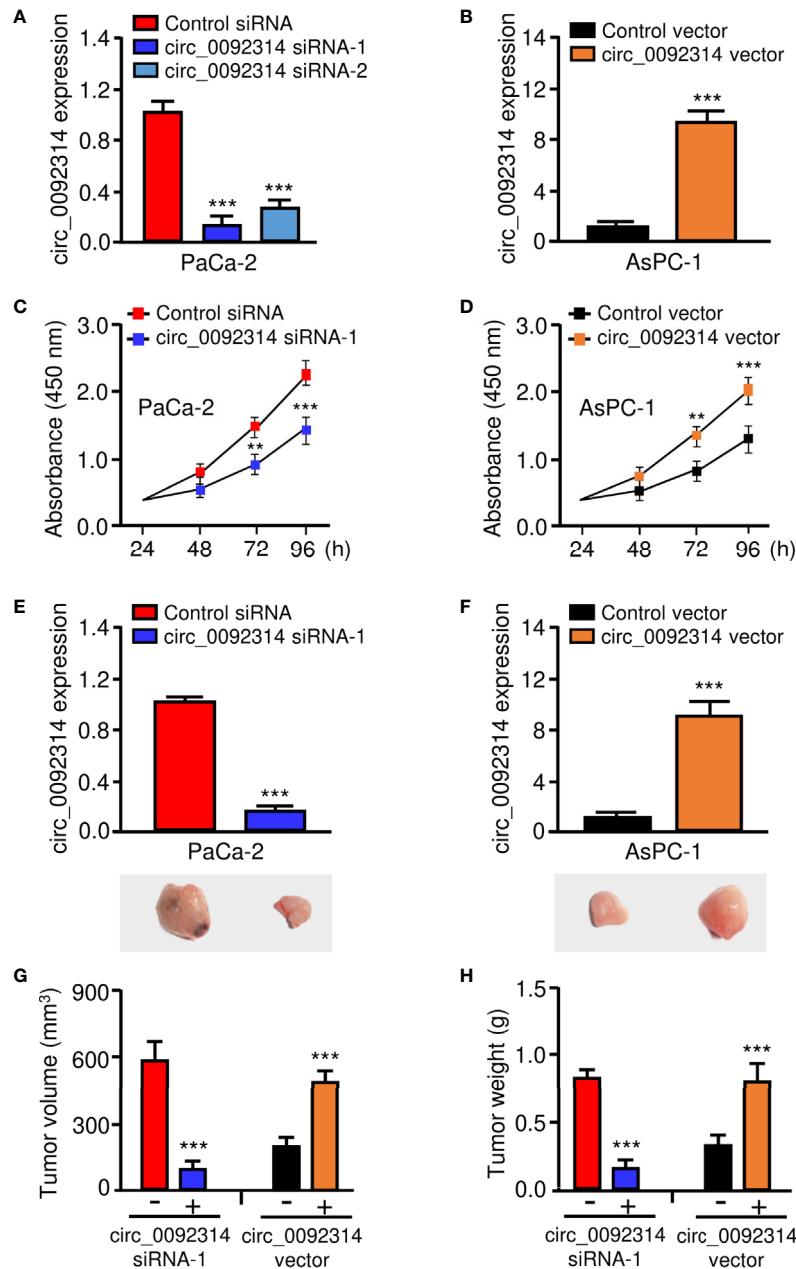 A
Control siRNA
circ_0092314 siRNA-1
circ_0092314 siRNA-2
circ_0092314 expression
1.4
1.2
0.8
0.4
0.0
***
***
PaCa-2
B
Control vector
circ_0092314 vector
circ_0092314 expression
14
12
8
4
0
***
AsPC-1
C
Control siRNA
circ_0092314 siRNA-1
Absorbance (450 nm)
3.0
2.0
1.0
0.0
PaCa-2
**
***
24 48 72 96 (h)
D
Control vector
circ_0092314 vector
Absorbance (450 nm)
3.0
2.0
1.0
0.0
AsPC-1
**
***
24 48 72 96 (h)
E
Control siRNA
circ_0092314 siRNA-1
circ_0092314 expression
1.4
1.2
0.8
0.4
0.0
***
PaCa-2
F
Control vector
circ_0092314 vector
circ_0092314 expression
14
12
8
4
0
***
AsPC-1
G
Tumor volume (mm³)
900
600
300
0
***
***
- + - +
circ_0092314 circ_0092314
siRNA-1 vector
H
Tumor weight (g)
1.5
1.0
0.5
0.0
***
***
- + - +
circ_0092314 circ_0092314
siRNA-1 vector